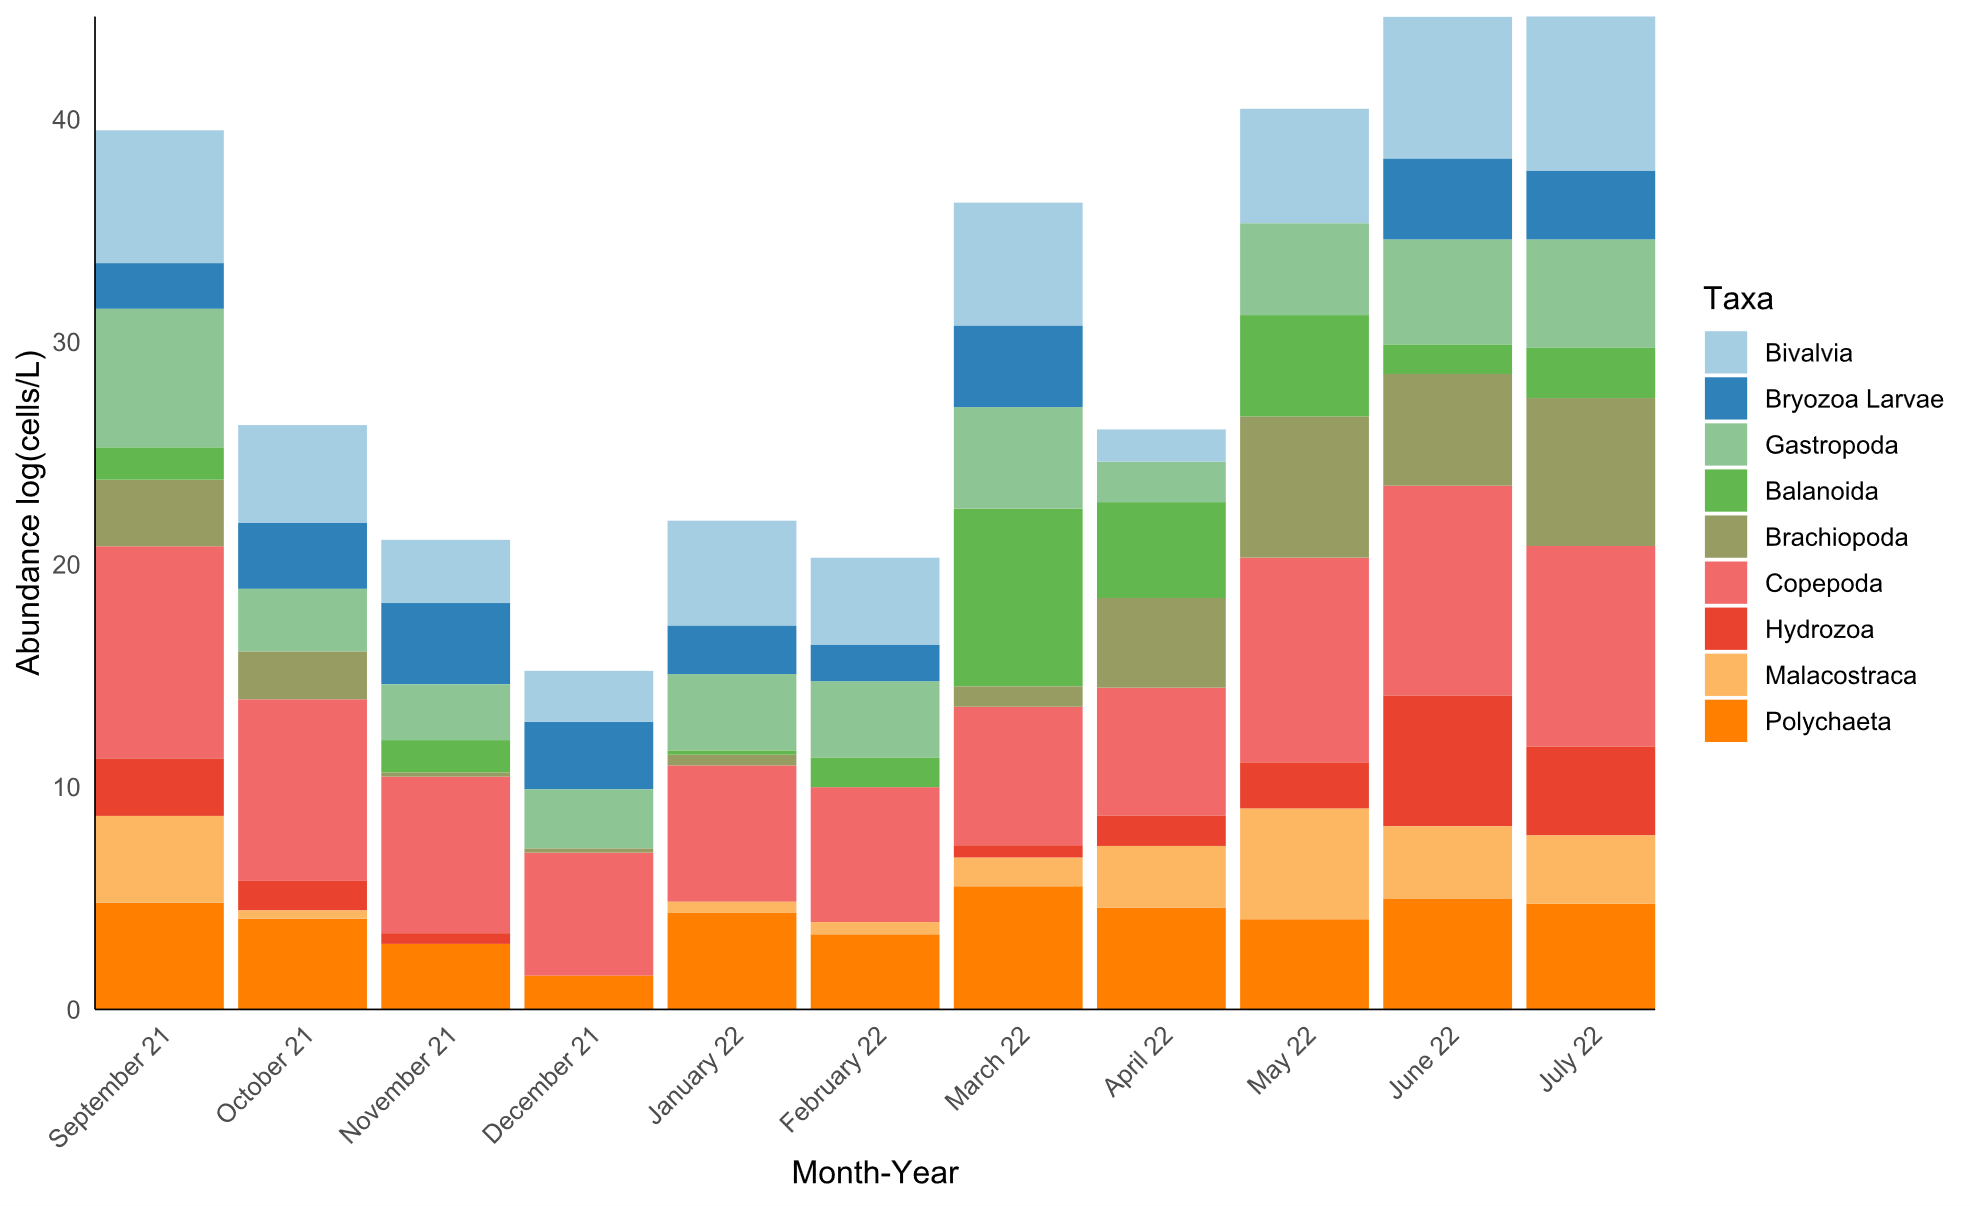 40
30
20
10
0
Abundance log(cells/L)
September 21
October 21
November 21
December 21
January 22
February 22
March 22
April 22
May 22
June 22
July 22
Month-Year
Taxa
Bivalvia
Bryozoa Larvae
Gastropoda
Balanoida
Brachiopoda
Copepoda
Hydrozoa
Malacostraca
Polychaeta